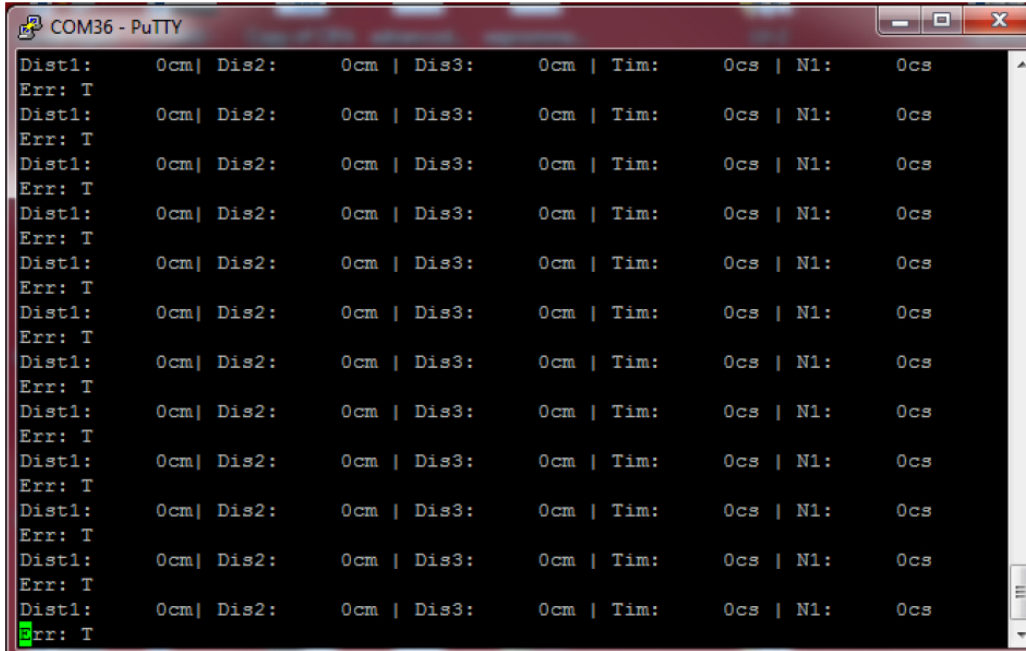 COM36 - PuTTY
Dist1:      0cm| Dis2:      0cm | Dis3:      0cm | Tim:      0cs | N1:      0cs
Err: T
Dist1:      0cm| Dis2:      0cm | Dis3:      0cm | Tim:      0cs | N1:      0cs
Err: T
Dist1:      0cm| Dis2:      0cm | Dis3:      0cm | Tim:      0cs | N1:      0cs
Err: T
Dist1:      0cm| Dis2:      0cm | Dis3:      0cm | Tim:      0cs | N1:      0cs
Err: T
Dist1:      0cm| Dis2:      0cm | Dis3:      0cm | Tim:      0cs | N1:      0cs
Err: T
Dist1:      0cm| Dis2:      0cm | Dis3:      0cm | Tim:      0cs | N1:      0cs
Err: T
Dist1:      0cm| Dis2:      0cm | Dis3:      0cm | Tim:      0cs | N1:      0cs
Err: T
Dist1:      0cm| Dis2:      0cm | Dis3:      0cm | Tim:      0cs | N1:      0cs
Err: T
Dist1:      0cm| Dis2:      0cm | Dis3:      0cm | Tim:      0cs | N1:      0cs
Err: T
Dist1:      0cm| Dis2:      0cm | Dis3:      0cm | Tim:      0cs | N1:      0cs
Err: T
Dist1:      0cm| Dis2:      0cm | Dis3:      0cm | Tim:      0cs | N1:      0cs
Err: T
Dist1:      0cm| Dis2:      0cm | Dis3:      0cm | Tim:      0cs | N1:      0cs
Err: T